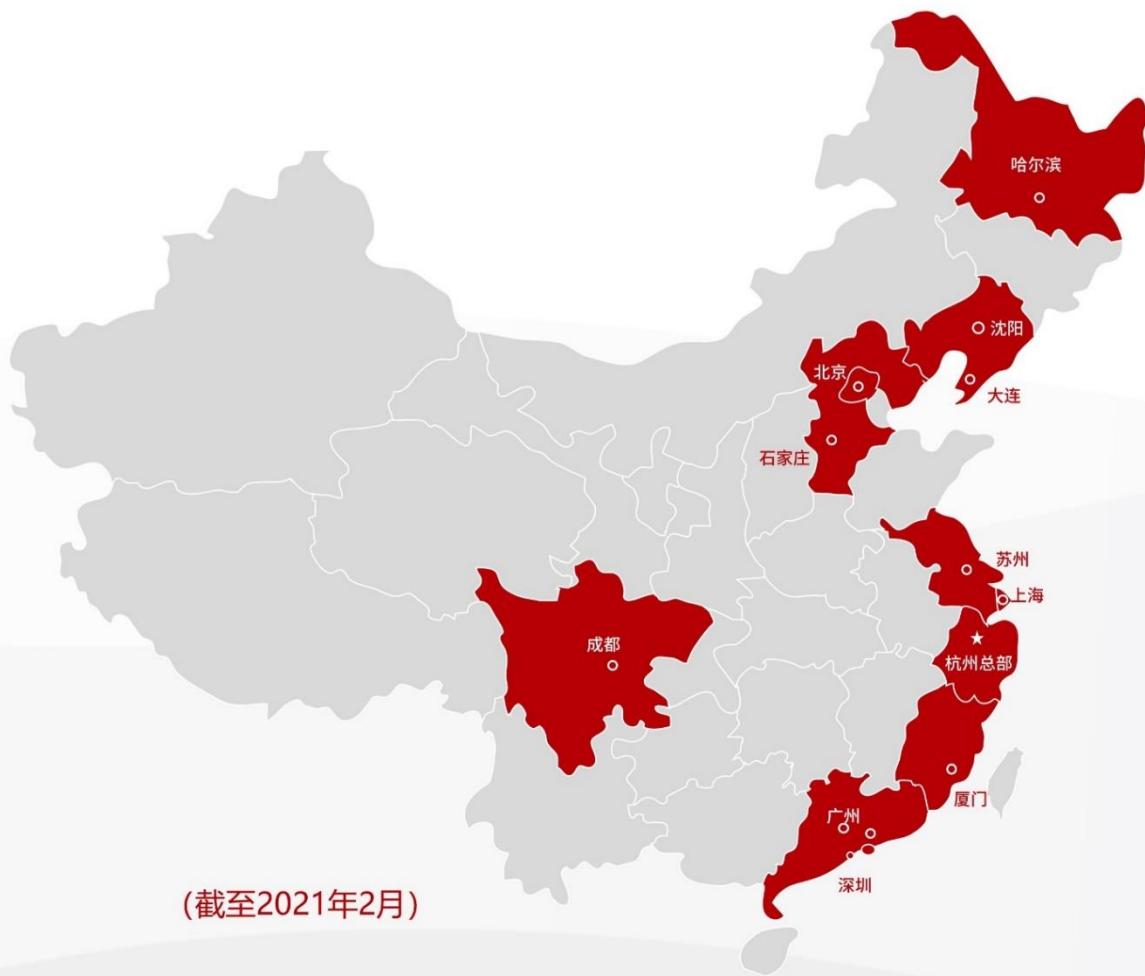 哈尔滨
沈阳
北京
大连
石家庄
苏州
上海
成都
杭州总部
厦门
广州
深圳
(截至2021年2月)